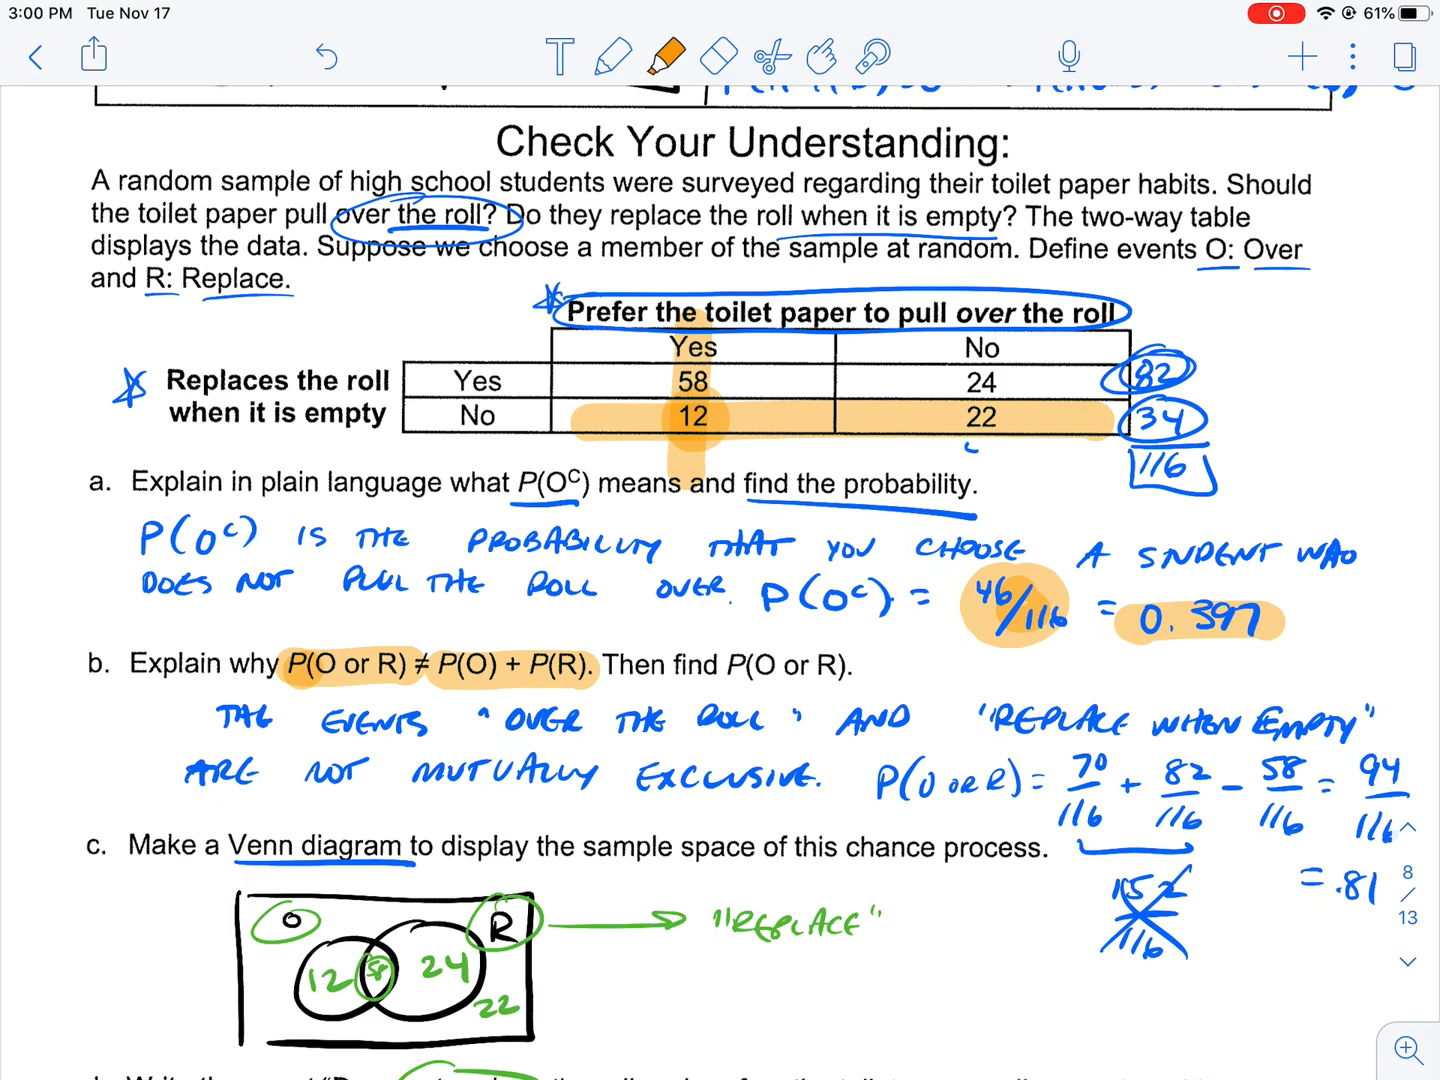 3:00 PM Tue Nov 17
61%
Check Your Understanding:
A random sample of high school students were surveyed regarding their toilet paper habits. Should
the toilet paper pull over the roll? Do they replace the roll when it is empty? The two-way table
displays the data. Suppose we choose a member of the sample at random. Define events O: Over
and R: Replace.
Prefer the toilet paper to pull over the roll
Yes No
Replaces the roll Yes 58 24 82
when it is empty No 12 22 34
116
a. Explain in plain language what P(Oᶜ) means and find the probability.
P(Oᶜ) IS THE PROBABILITY THAT YOU CHOOSE A STUDENT WHO
DOES NOT PULL THE ROLL OVER. P(Oᶜ) = 46/116 = 0.397
b. Explain why P(O or R) ≠ P(O) + P(R). Then find P(O or R).
THE EVENTS "OVER THE ROLL" AND "REPLACE WHEN EMPTY"
ARE NOT MUTUALLY EXCLUSIVE. P(O OR R) = 70/116 + 82/116 - 58/116 = 94/116
c. Make a Venn diagram to display the sample space of this chance process.
152/116
= .81
8
/
13
O R "REPLACE"
12 58 24
22